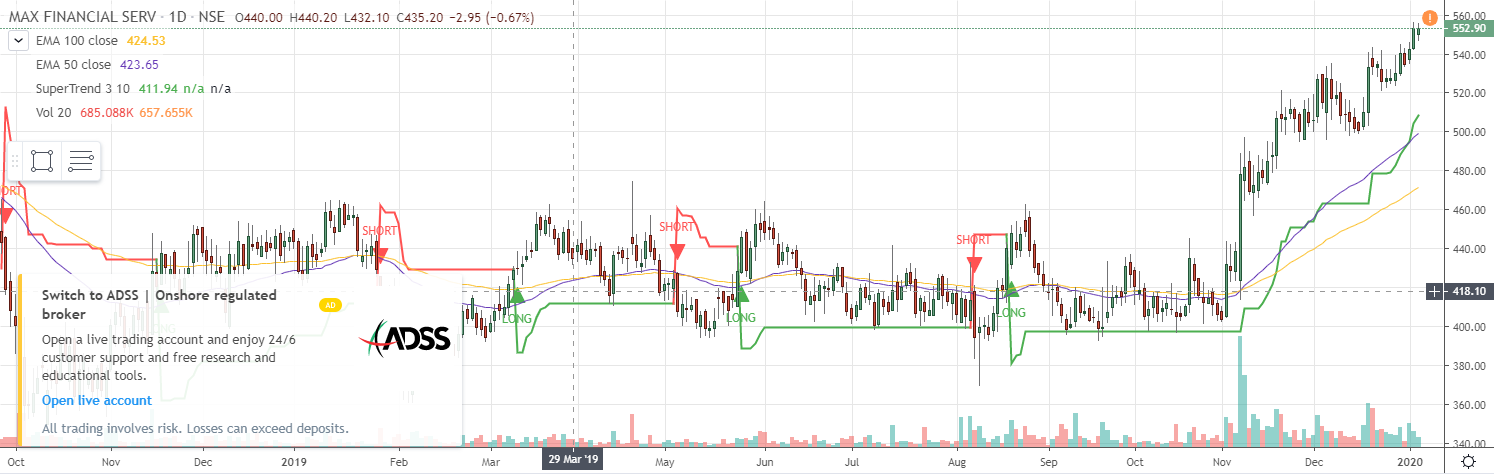 MAX FINANCIAL SERV · 1D · NSE O440.00 H440.20 L432.10 C435.20 −2.95 (−0.67%)
EMA 100 close 424.53
EMA 50 close 423.65
SuperTrend 3 10 411.94 n/a n/a
Vol 20 685.088K 657.655K
ORT
SHORT
SHORT
SHORT
LONG
LONG
LONG
Switch to ADSS | Onshore regulated
broker
AD
Open a live trading account and enjoy 24/6
customer support and free research and
educational tools.
Open live account
All trading involves risk. Losses can exceed deposits.
ADSS
560.00
552.90
540.00
520.00
500.00
480.00
460.00
440.00
418.10
400.00
380.00
360.00
340.00
Oct Nov Dec 2019 Feb Mar 29 Mar '19 May Jun Jul Aug Sep Oct Nov Dec 2020